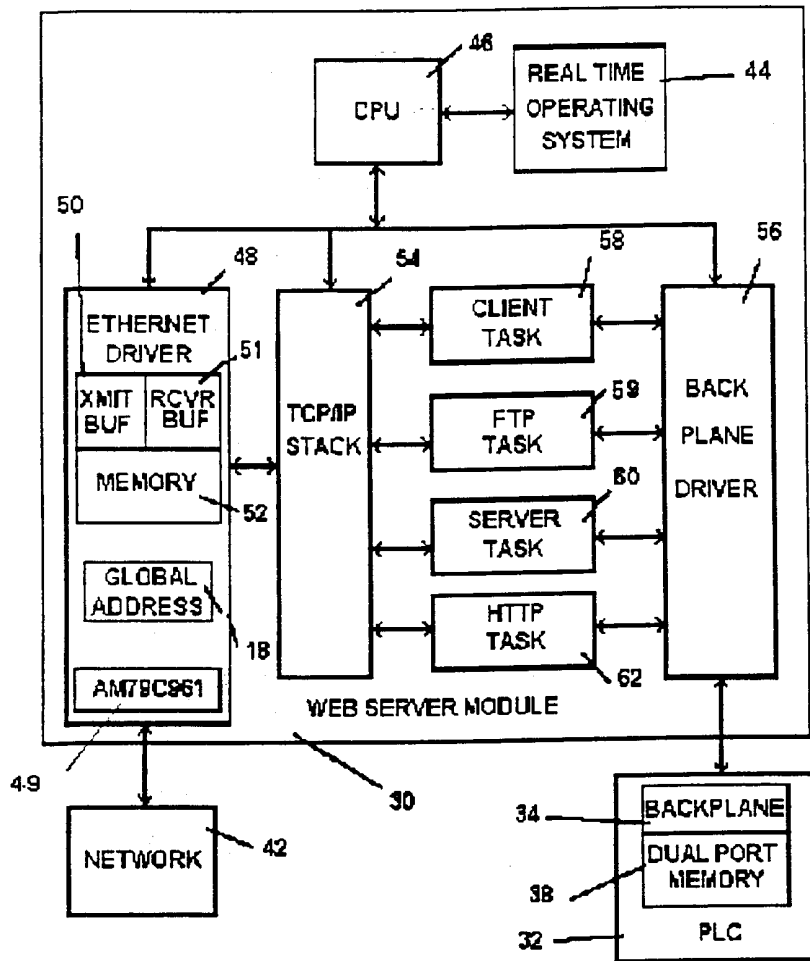 46
CPU
REAL TIME
OPERATING
SYSTEM
44
50
48
ETHERNET
DRIVER
51
XMIT
BUF
RCVR
BUF
MEMORY
52
GLOBAL
ADDRESS
18
AM79C961
49
54
TCP/IP
STACK
58
CLIENT
TASK
59
FTP
TASK
60
SERVER
TASK
HTTP
TASK
62
56
BACK
PLANE
DRIVER
WEB SERVER MODULE
30
NETWORK
42
34
BACKPLANE
DUAL PORT
MEMORY
38
32
PLC